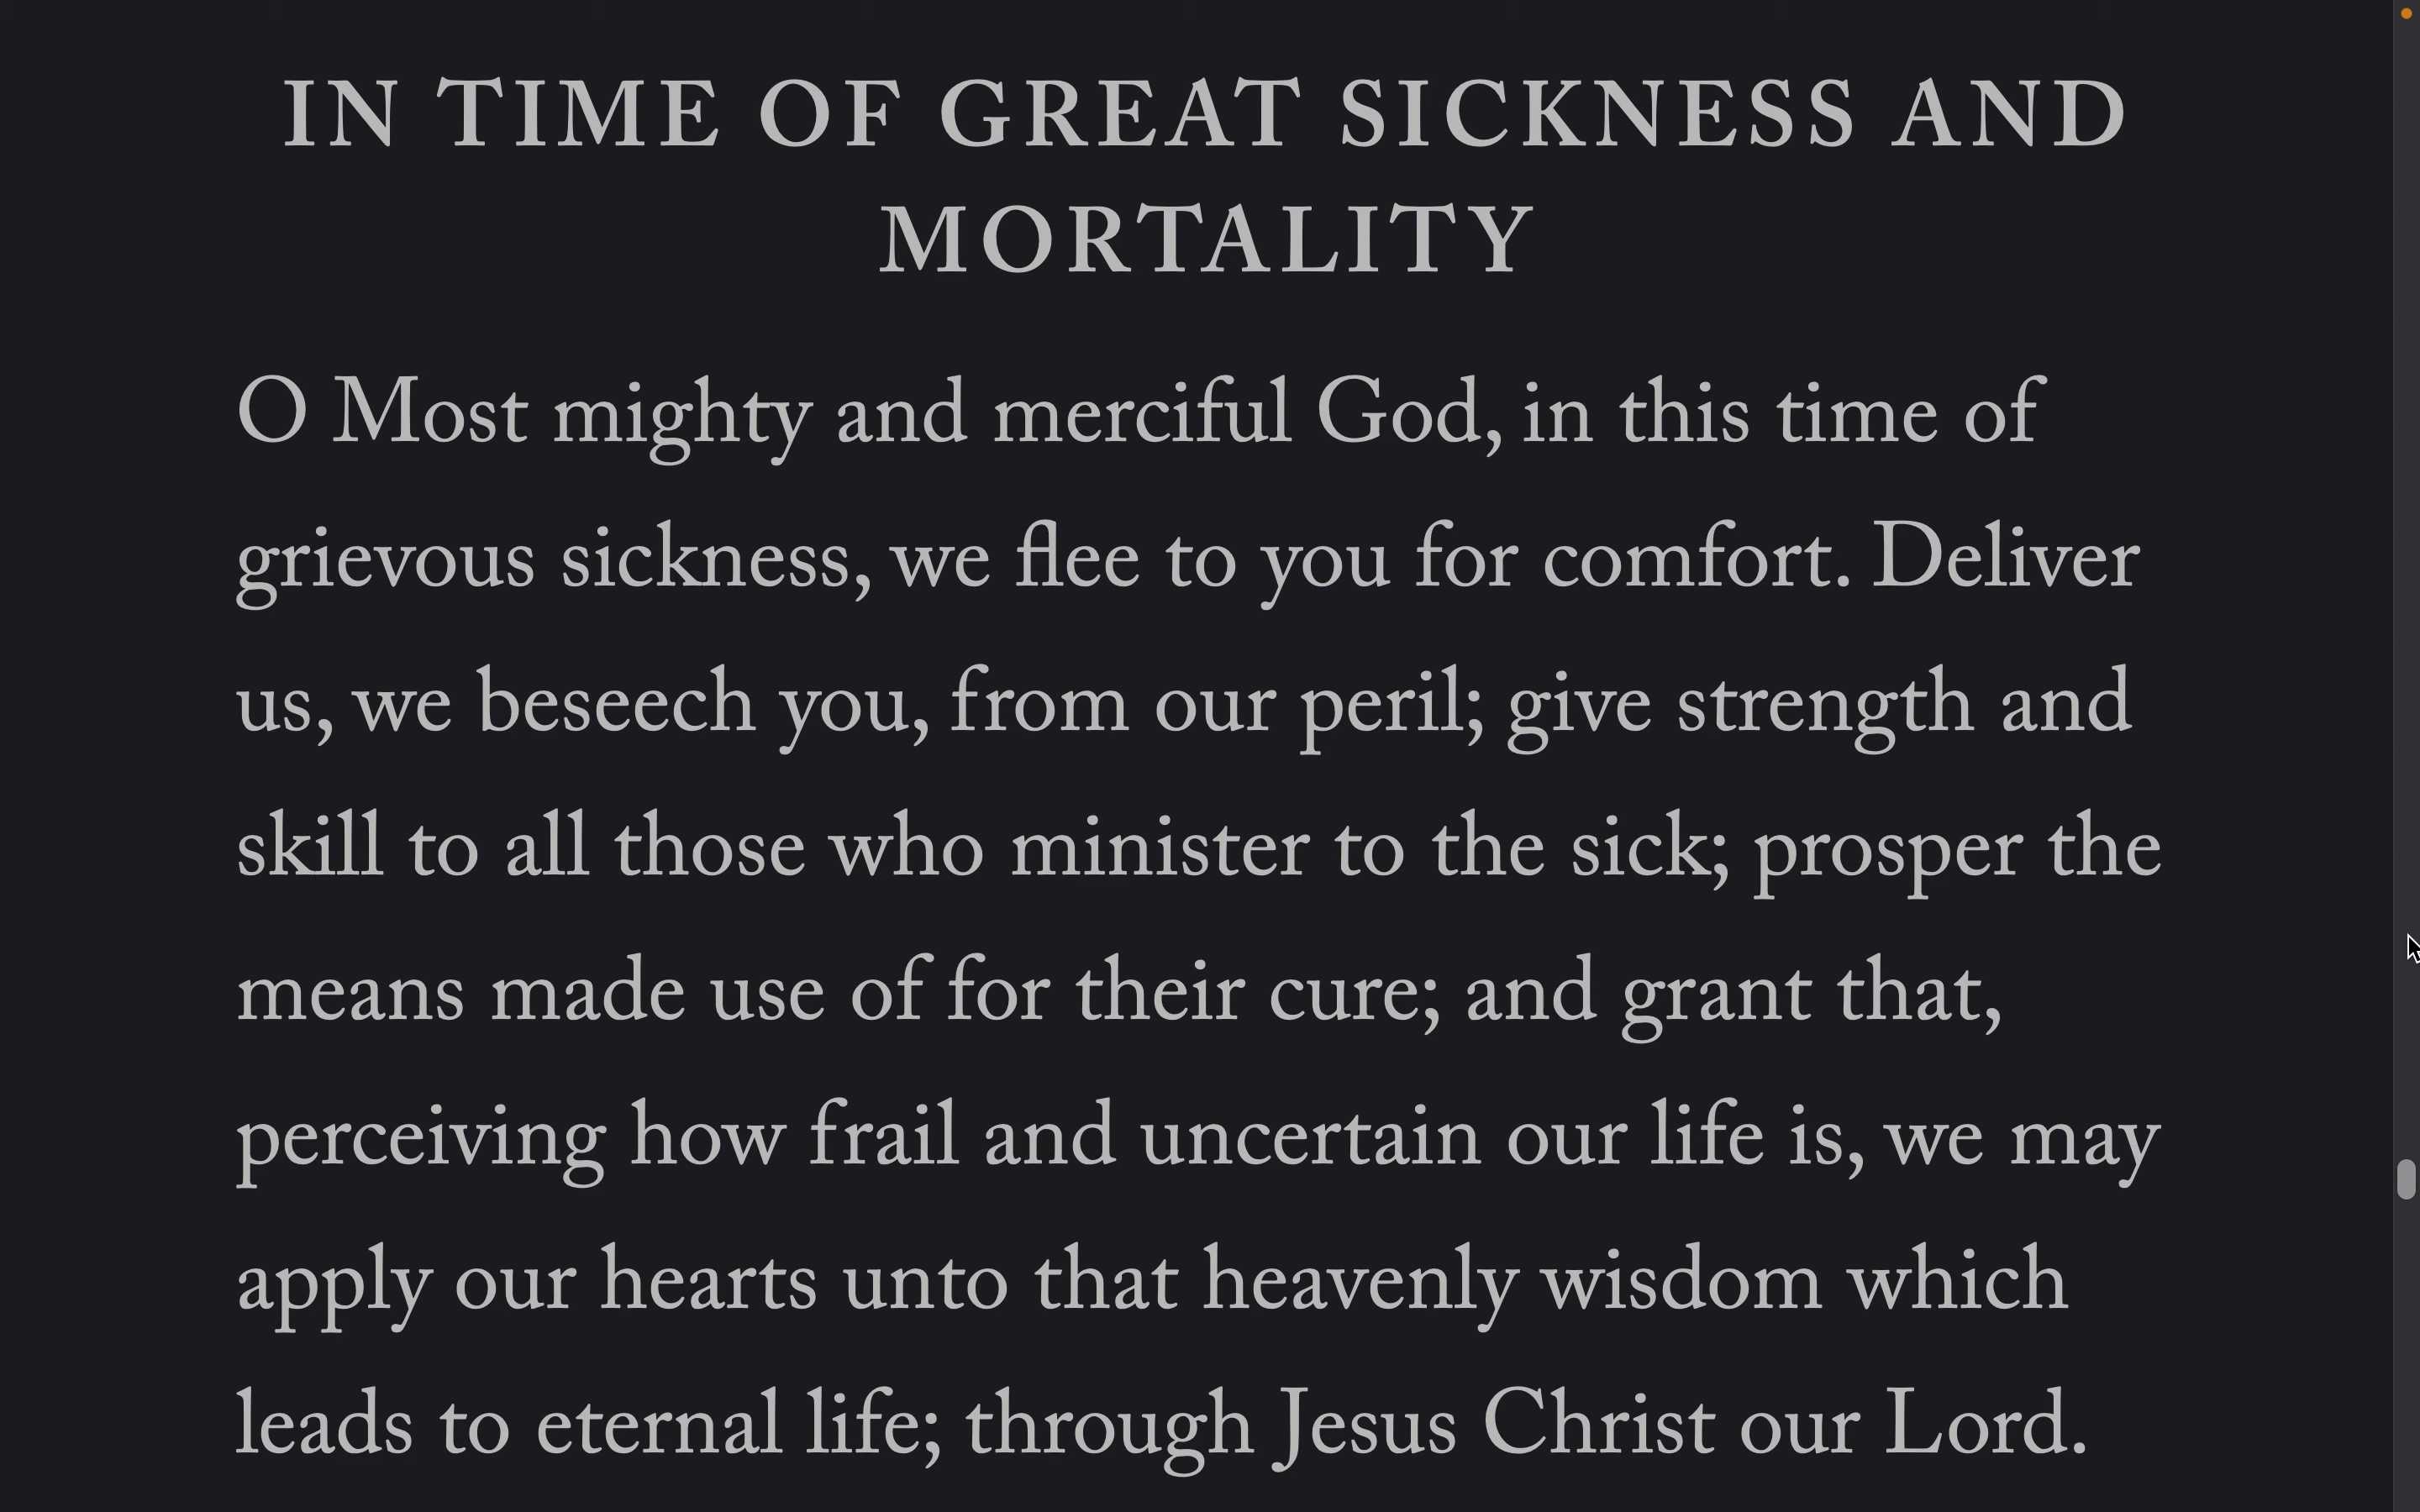 IN TIME OF GREAT SICKNESS AND
MORTALITY
O Most mighty and merciful God, in this time of
grievous sickness, we flee to you for comfort. Deliver
us, we beseech you, from our peril; give strength and
skill to all those who minister to the sick; prosper the
means made use of for their cure; and grant that,
perceiving how frail and uncertain our life is, we may
apply our hearts unto that heavenly wisdom which
leads to eternal life; through Jesus Christ our Lord.